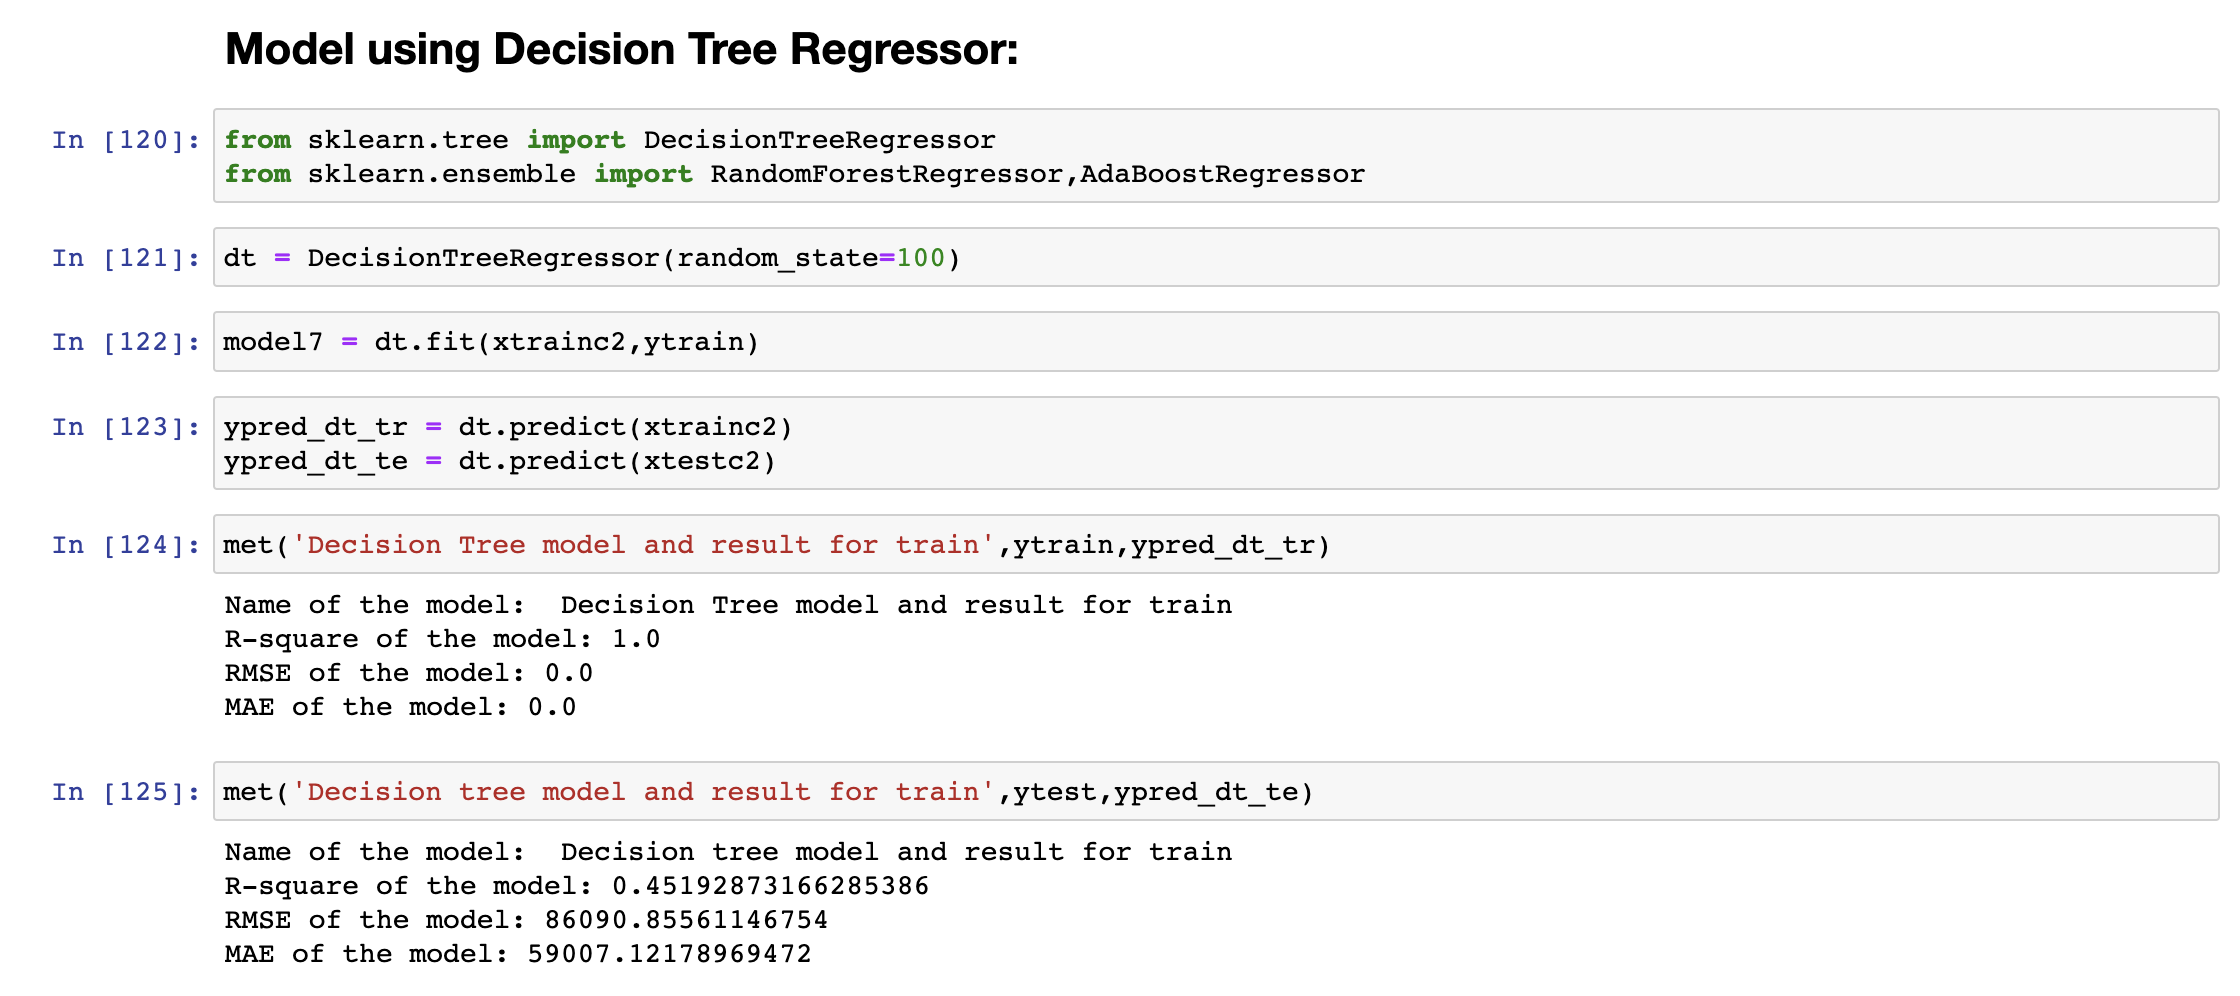 Model using Decision Tree Regressor:
In [120]:
from sklearn.tree import DecisionTreeRegressor
from sklearn.ensemble import RandomForestRegressor,AdaBoostRegressor
In [121]:
dt = DecisionTreeRegressor(random_state=100)
In [122]:
model7 = dt.fit(xtrainc2,ytrain)
In [123]:
ypred_dt_tr = dt.predict(xtrainc2)
ypred_dt_te = dt.predict(xtestc2)
In [124]:
met('Decision Tree model and result for train',ytrain,ypred_dt_tr)
Name of the model:  Decision Tree model and result for train
R-square of the model: 1.0
RMSE of the model: 0.0
MAE of the model: 0.0
In [125]:
met('Decision tree model and result for train',ytest,ypred_dt_te)
Name of the model:  Decision tree model and result for train
R-square of the model: 0.45192873166285386
RMSE of the model: 86090.85561146754
MAE of the model: 59007.12178969472